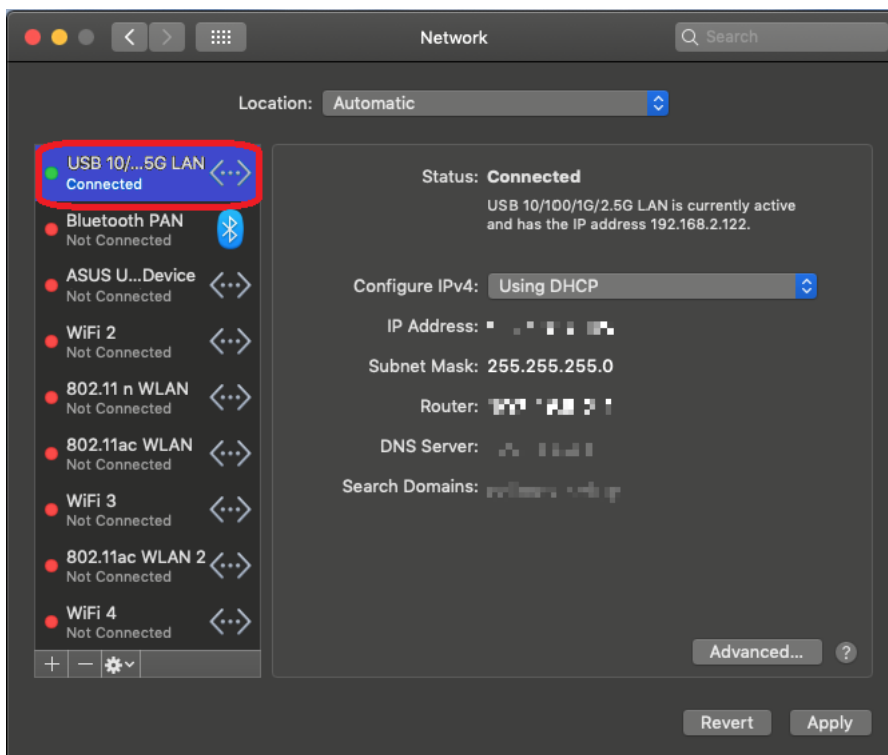 Network
Search
Location: Automatic
USB 10/...5G LAN
Connected
Bluetooth PAN
Not Connected
ASUS U...Device
Not Connected
WiFi 2
Not Connected
802.11 n WLAN
Not Connected
802.11ac WLAN
Not Connected
WiFi 3
Not Connected
802.11ac WLAN 2
Not Connected
WiFi 4
Not Connected
Status: Connected
USB 10/100/1G/2.5G LAN is currently active
and has the IP address 192.168.2.122.
Configure IPv4: Using DHCP
IP Address:
Subnet Mask: 255.255.255.0
Router:
DNS Server:
Search Domains:
Advanced... ?
Revert Apply